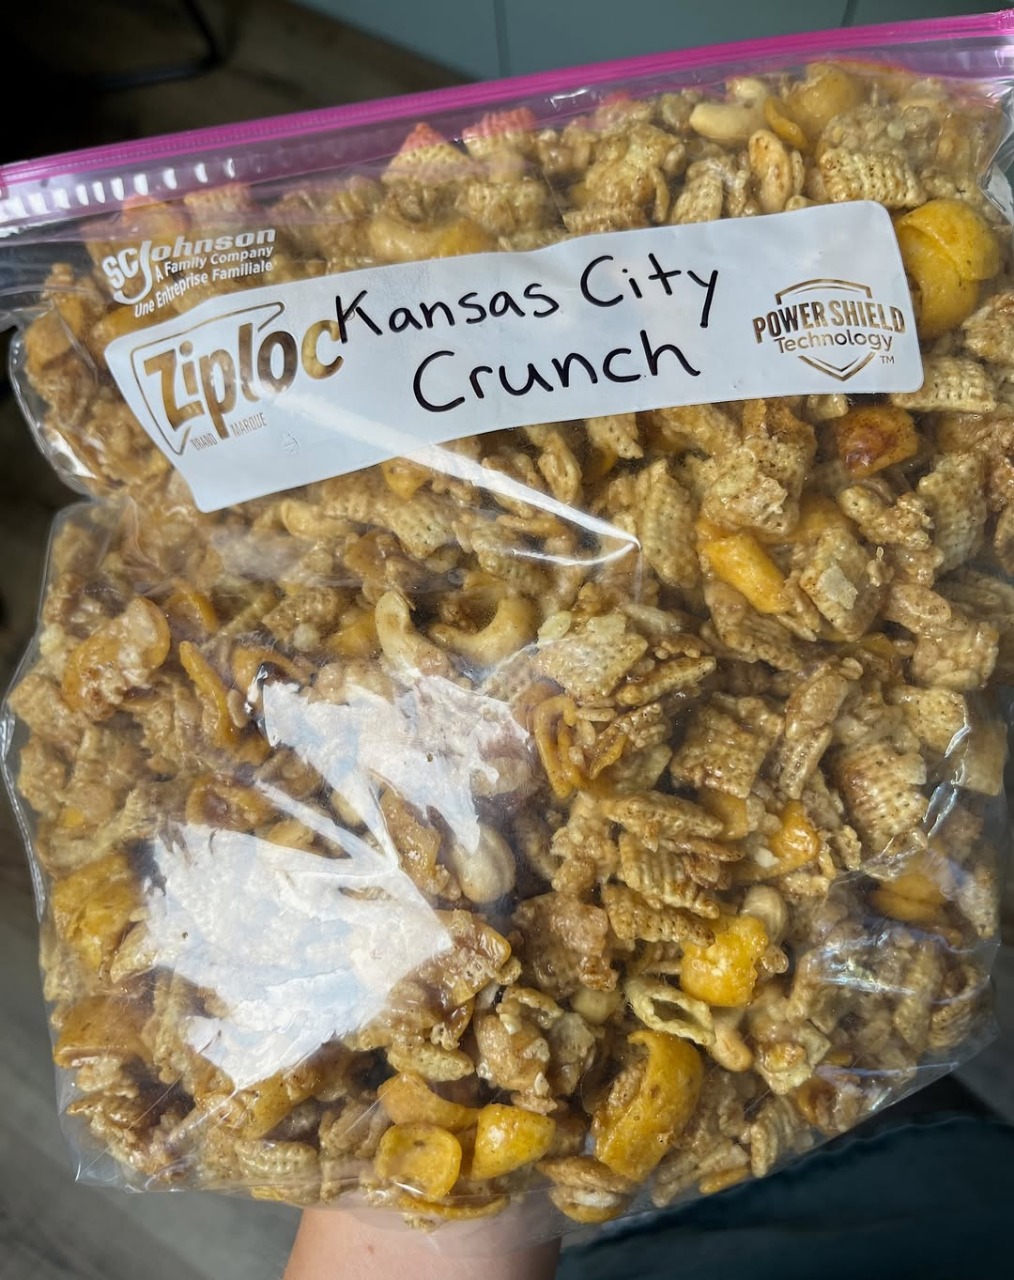 SC Johnson
A Family Company
Une Entreprise Familiale
Ziploc
BRAND MARQUE
Kansas City
Crunch
POWER SHIELD
Technology
TM